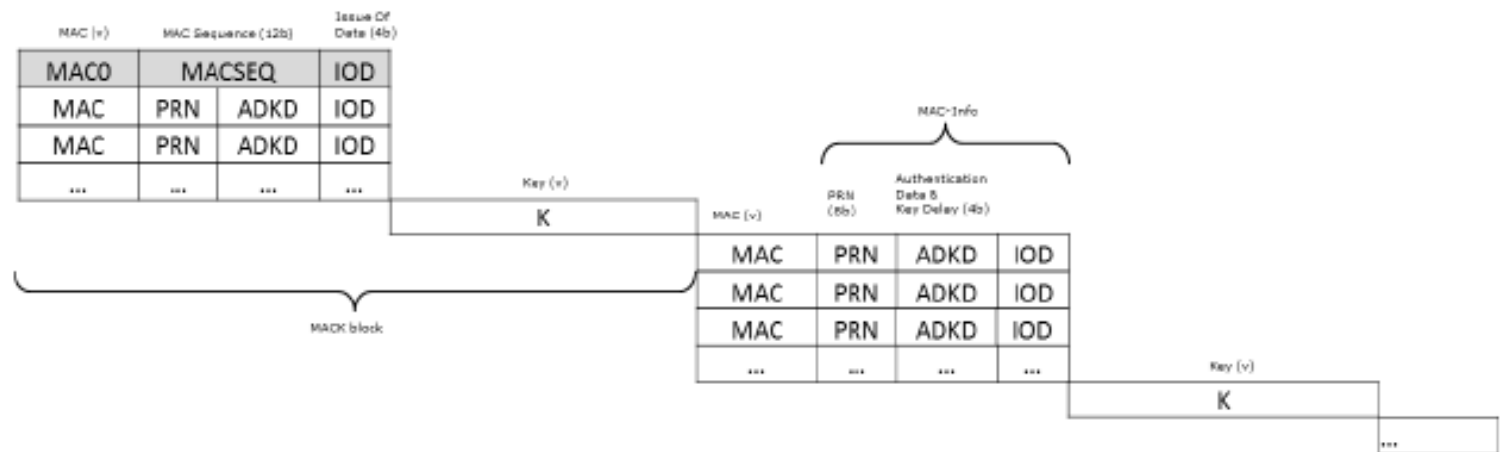 Issue Of
MAC (v) MAC Sequence (12b) Data (4b)
MAC0 MACSEQ IOD
MAC PRN ADKD IOD
MAC PRN ADKD IOD
... ... ... ...
Key (v)
K
MACK block
MAC-Info
Authentication
PRN Data &
MAC (v) (8b) Key Delay (4b)
MAC PRN ADKD IOD
MAC PRN ADKD IOD
MAC PRN ADKD IOD
... ... ... ...
Key (v)
K
...